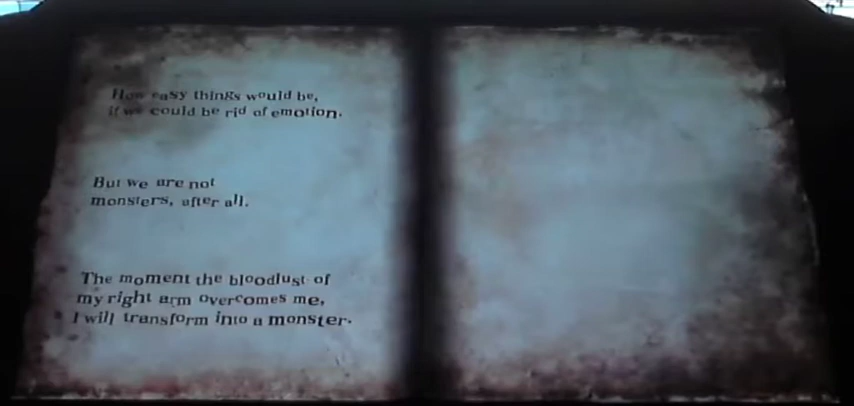 How easy things would be,
if we could be rid of emotion.
But we are not
monsters, after all.
The moment the bloodlust of
my right arm overcomes me,
I will transform into a monster.